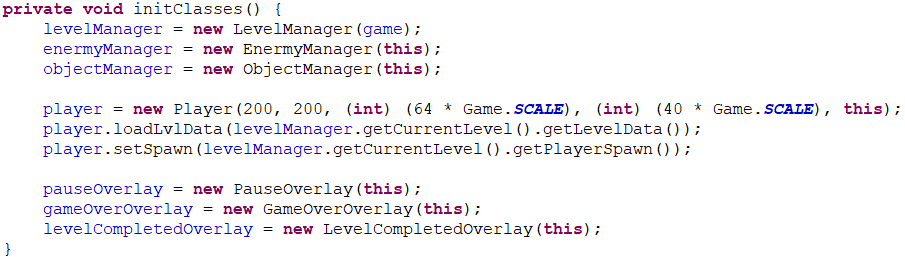 private void initClasses() {
    levelManager = new LevelManager(game);
    enermyManager = new EnermyManager(this);
    objectManager = new ObjectManager(this);

    player = new Player(200, 200, (int) (64 * Game.SCALE), (int) (40 * Game.SCALE), this);
    player.loadLvlData(levelManager.getCurrentLevel().getLevelData());
    player.setSpawn(levelManager.getCurrentLevel().getPlayerSpawn());

    pauseOverlay = new PauseOverlay(this);
    gameOverOverlay = new GameOverOverlay(this);
    levelCompletedOverlay = new LevelCompletedOverlay(this);
}